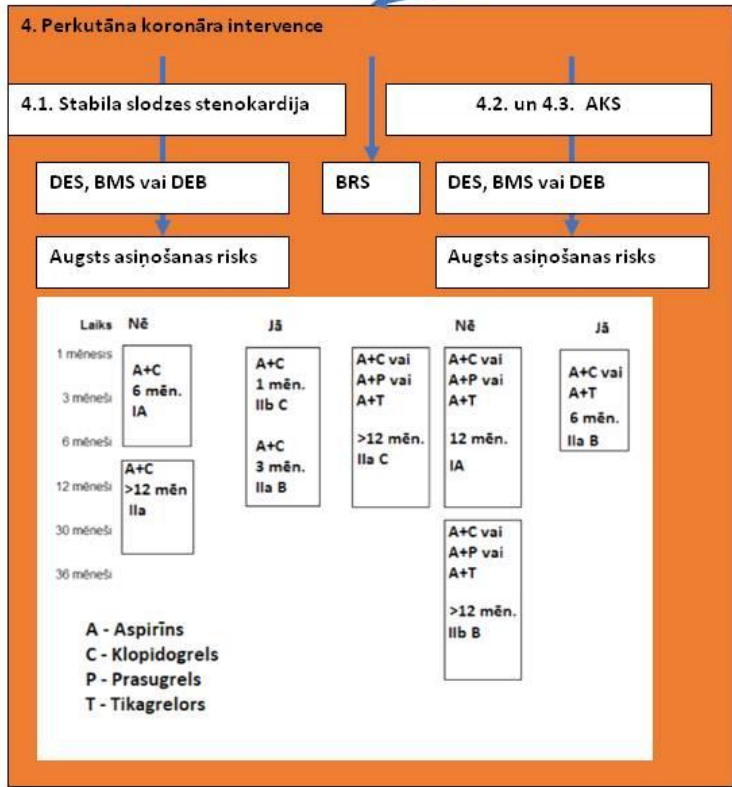 4. Perkutāna koronāra intervence
4.1. Stabila slodzes stenokardija
4.2. un 4.3. AKS
DES, BMS vai DEB
BRS
DES, BMS vai DEB
Augsts asiņošanas risks
Augsts asiņošanas risks
Laiks
Nē
Jā
Nē
Jā
1 mēnesis
3 mēneši
6 mēneši
12 mēneši
30 mēneši
36 mēneši
A+C
6 mēn.
IA
A+C
>12 mēn
IIa
A+C
1 mēn.
IIb C
A+C
3 mēn.
IIa B
A+C vai
A+P vai
A+T
>12 mēn.
IIa C
A+C vai
A+P vai
A+T
12 mēn.
IA
A+C vai
A+P vai
A+T
>12 mēn.
IIb B
A+C vai
A+T
6 mēn.
IIa B
A - Aspirīns
C - Klopidogrels
P - Prasugrels
T - Tikagrelors